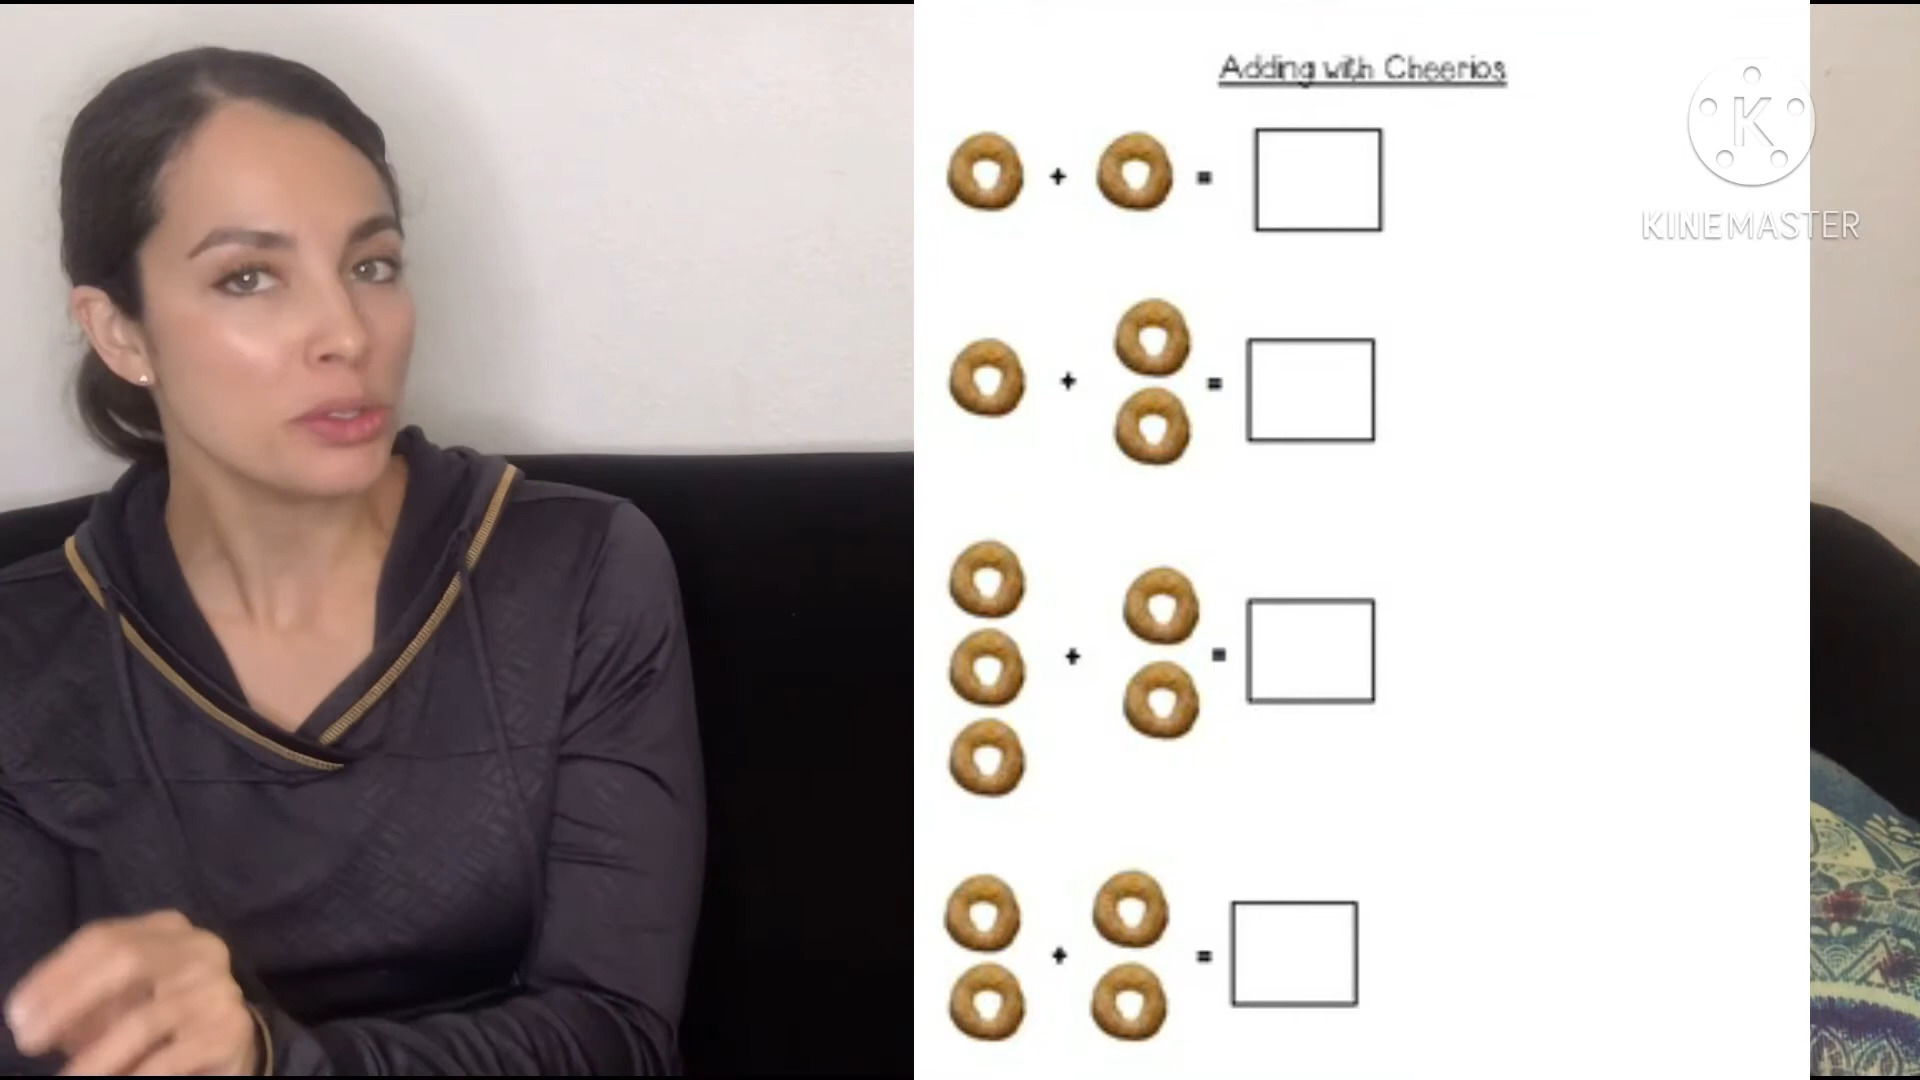 Adding with Cheerios
+ =
+ =
+ =
+ =
K
KINEMASTER